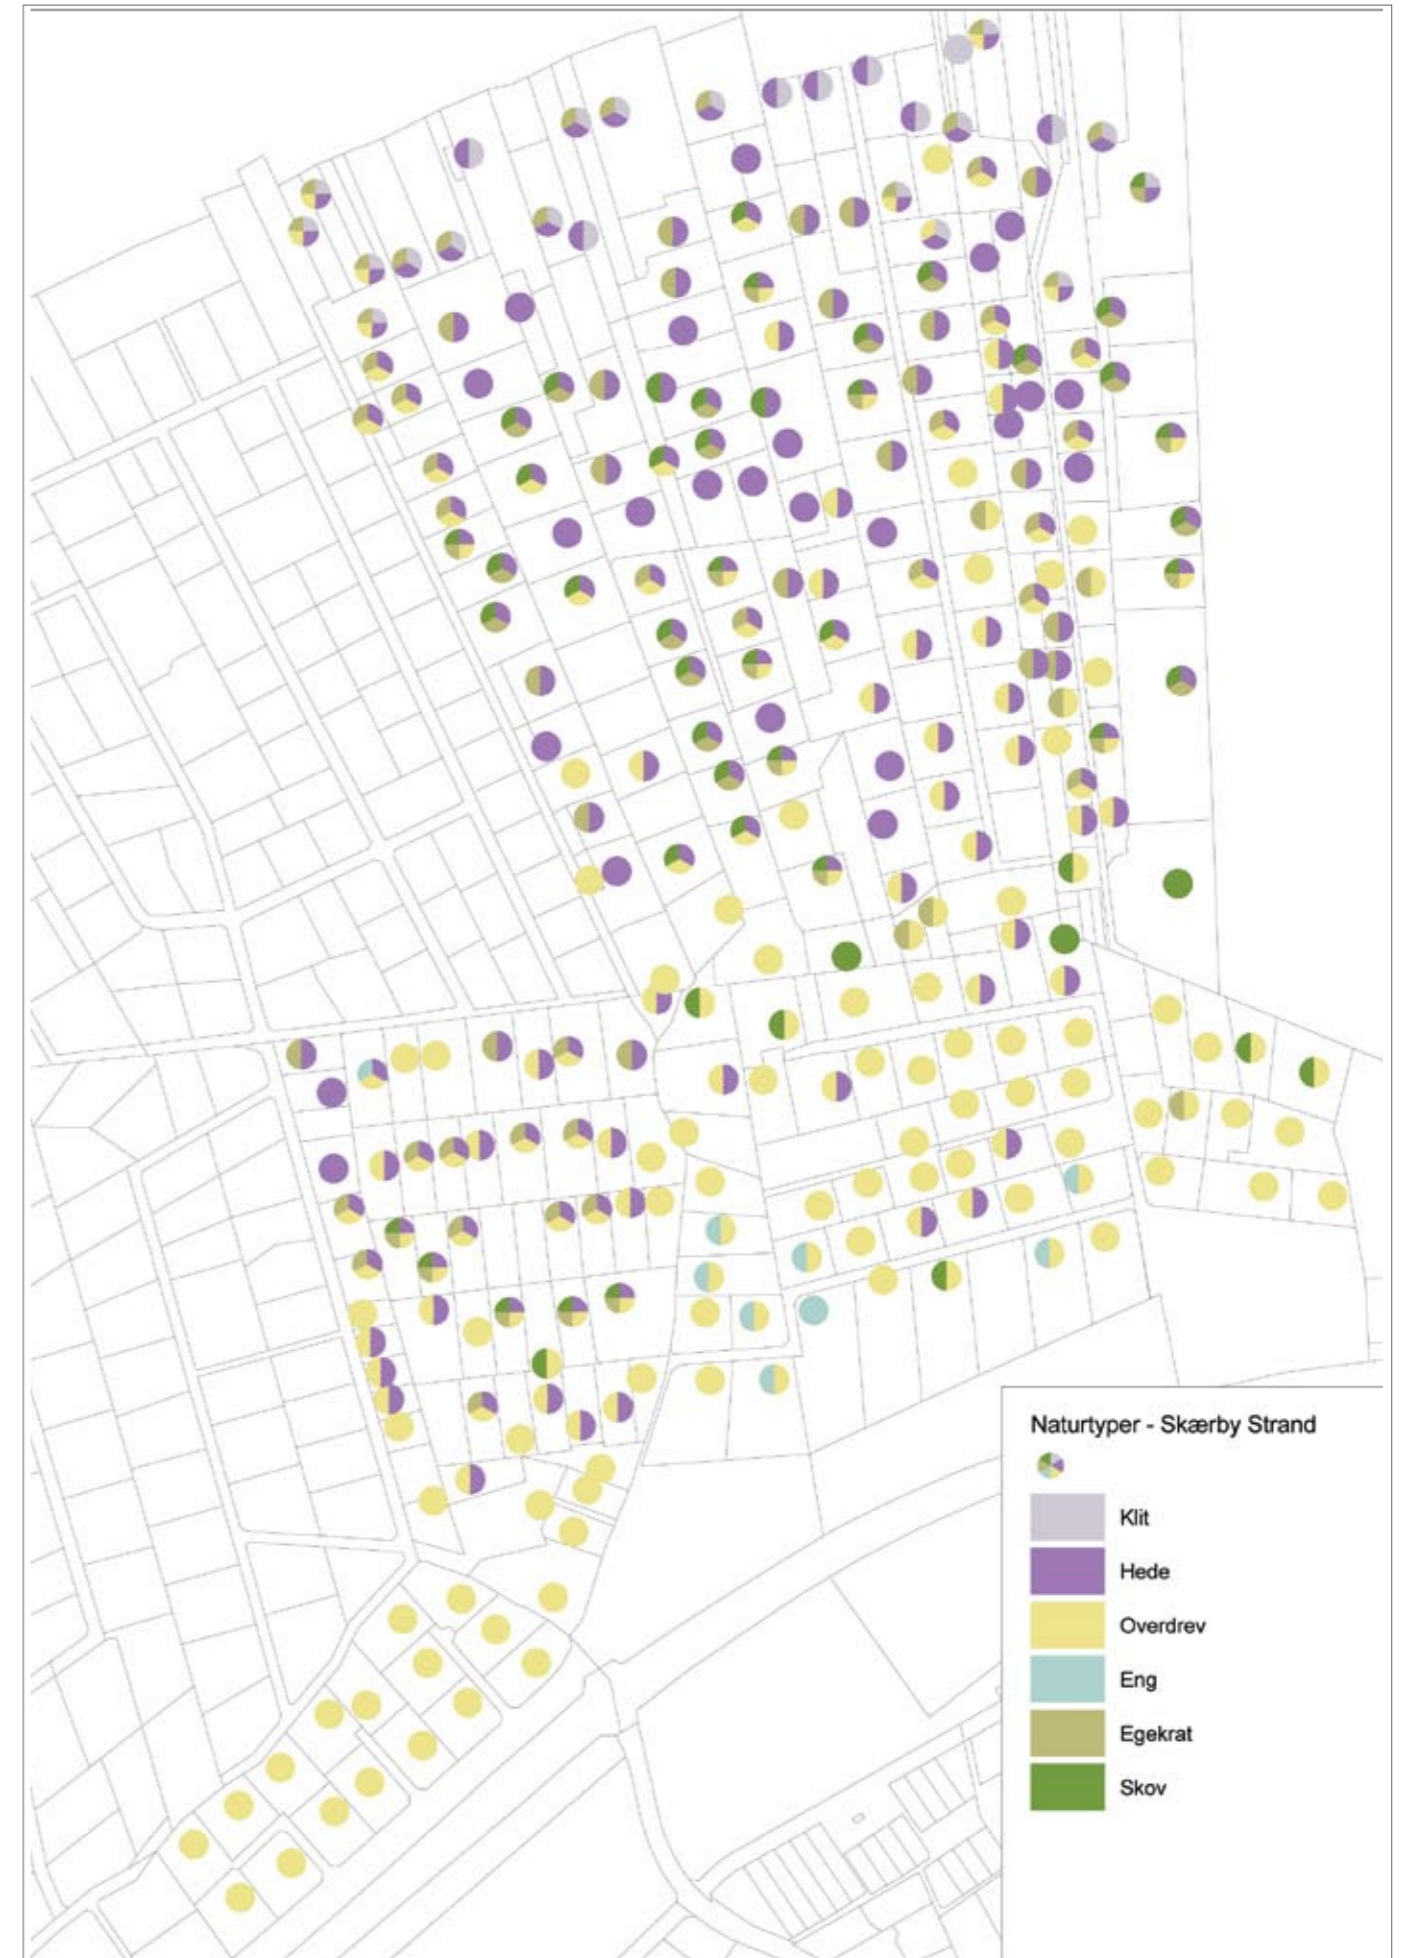 Naturtyper - Skærby Strand
Klit
Hede
Overdrev
Eng
Egekrat
Skov